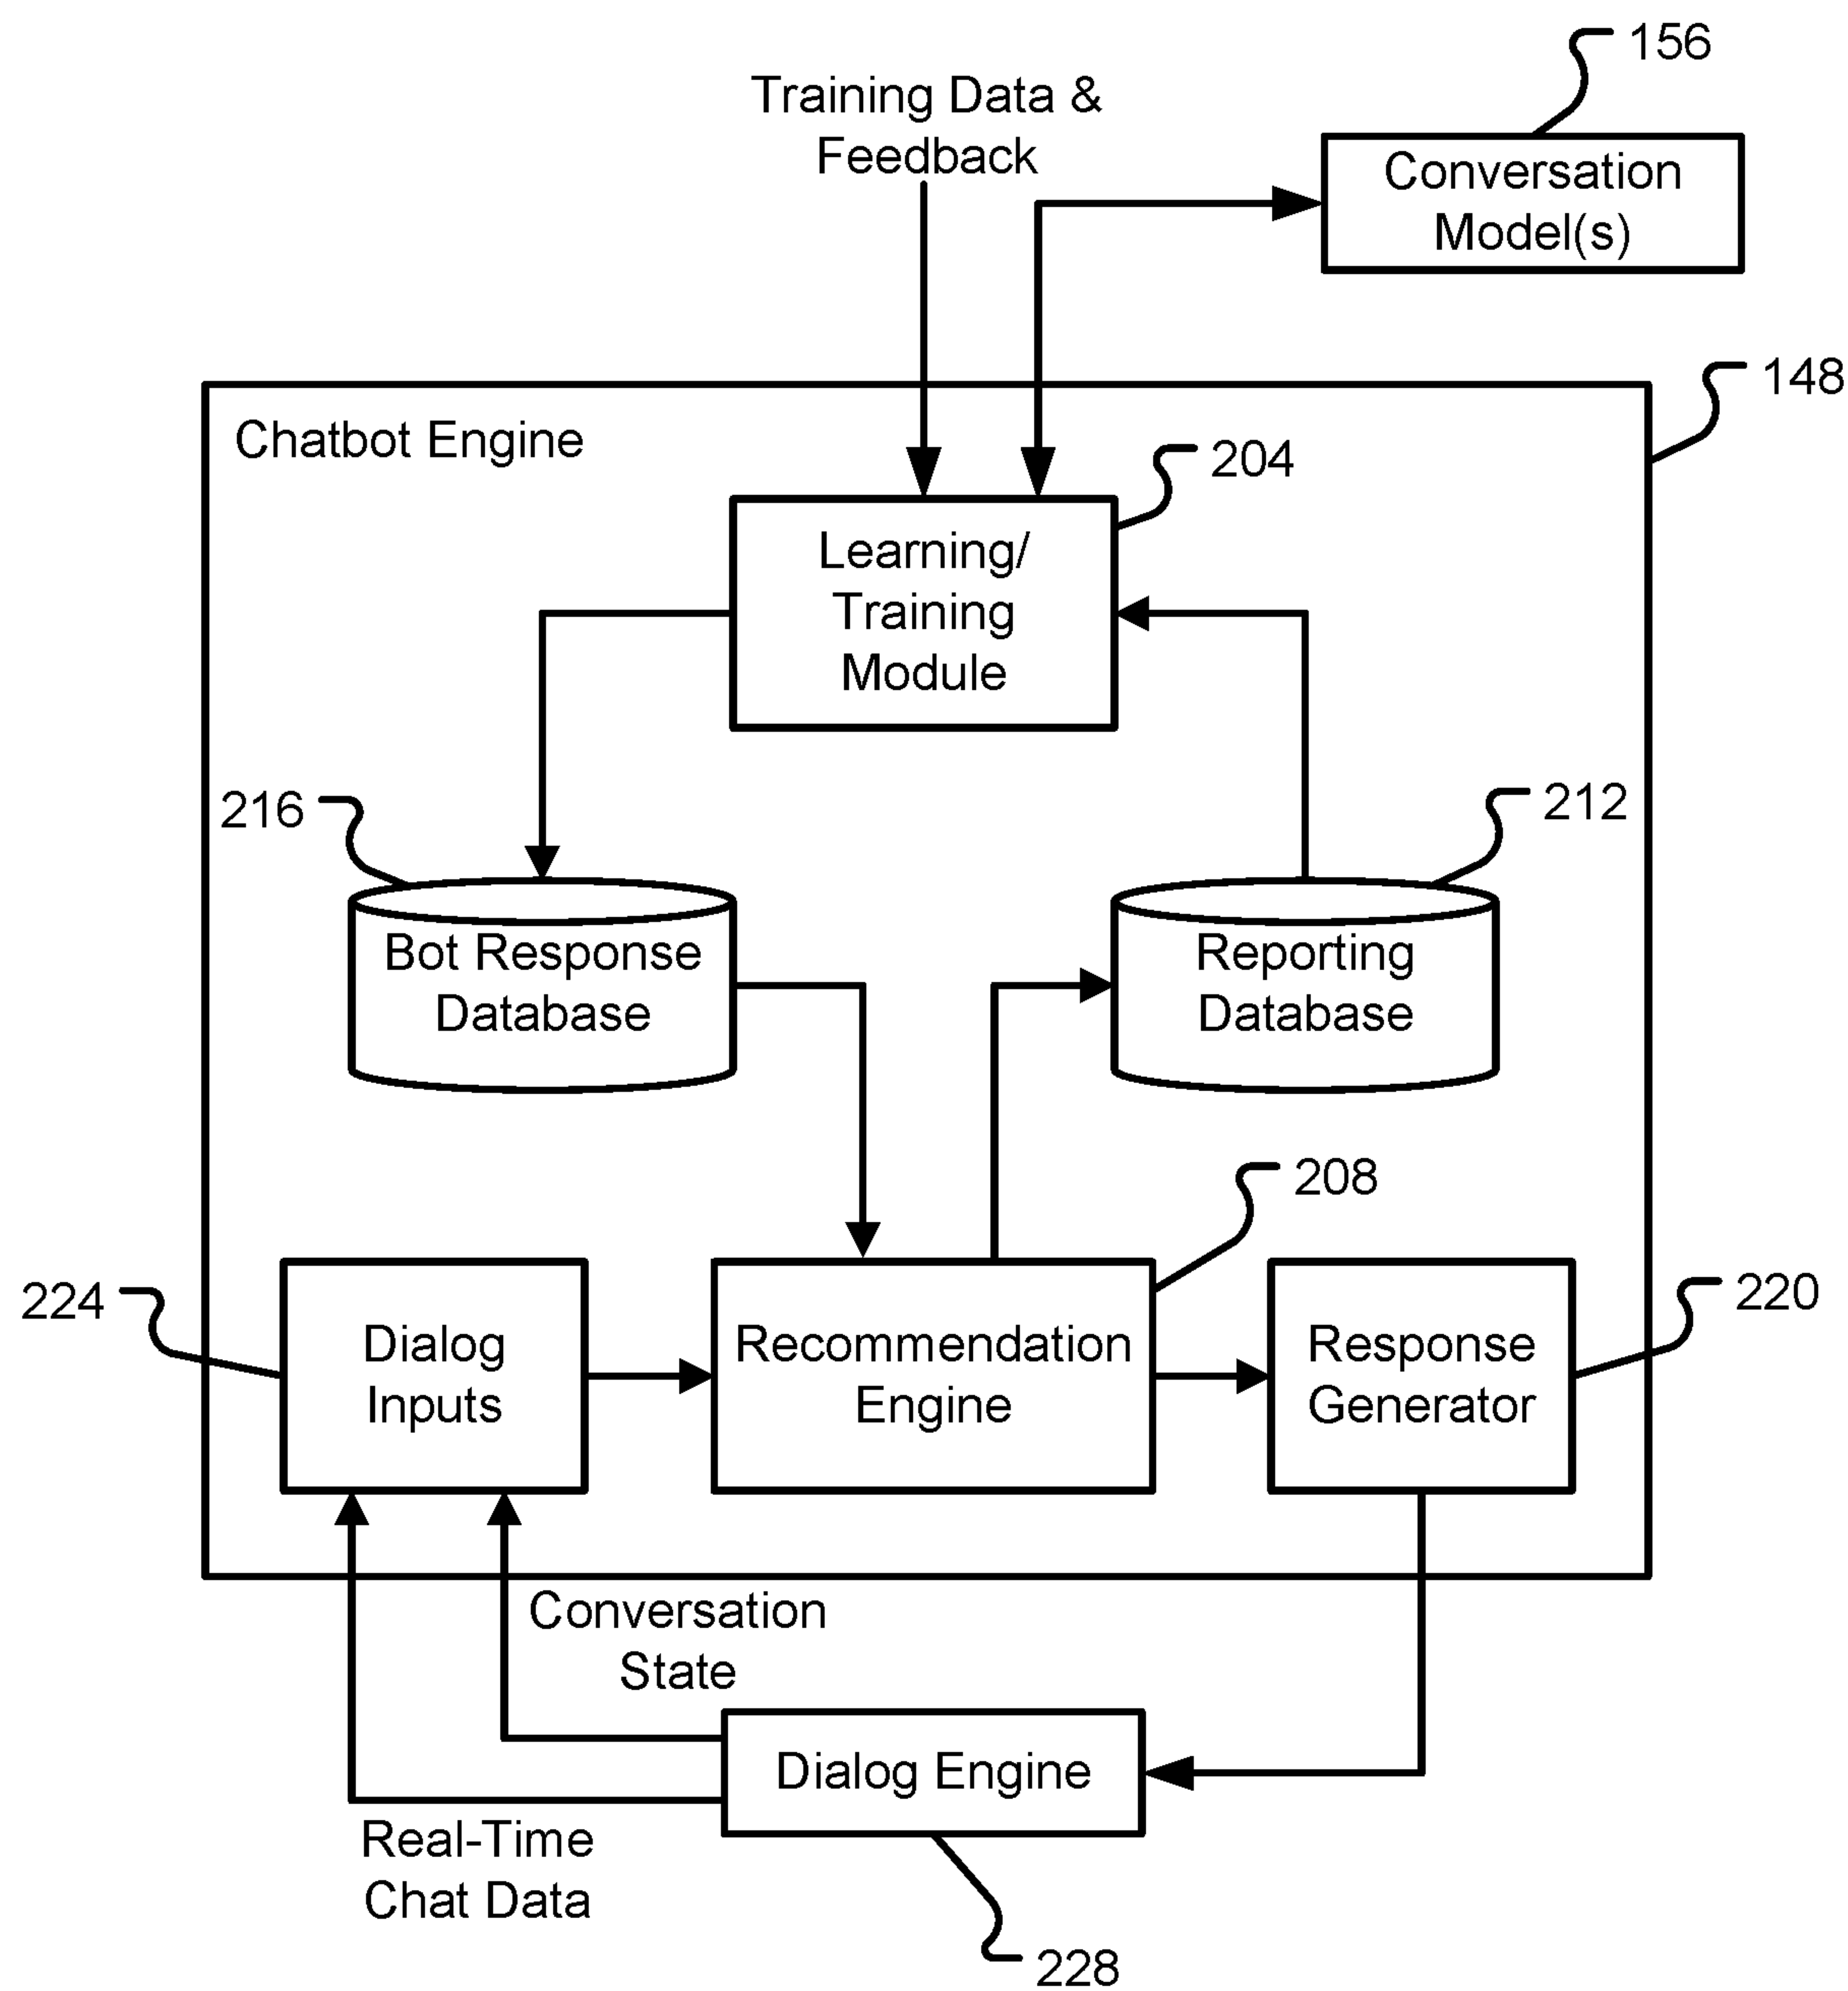 156
Training Data &
Feedback
Conversation
Model(s)
148
Chatbot Engine
204
Learning/
Training
Module
216
212
Bot Response
Database
Reporting
Database
208
224
220
Dialog
Inputs
Recommendation
Engine
Response
Generator
Conversation
State
Dialog Engine
Real-Time
Chat Data
228